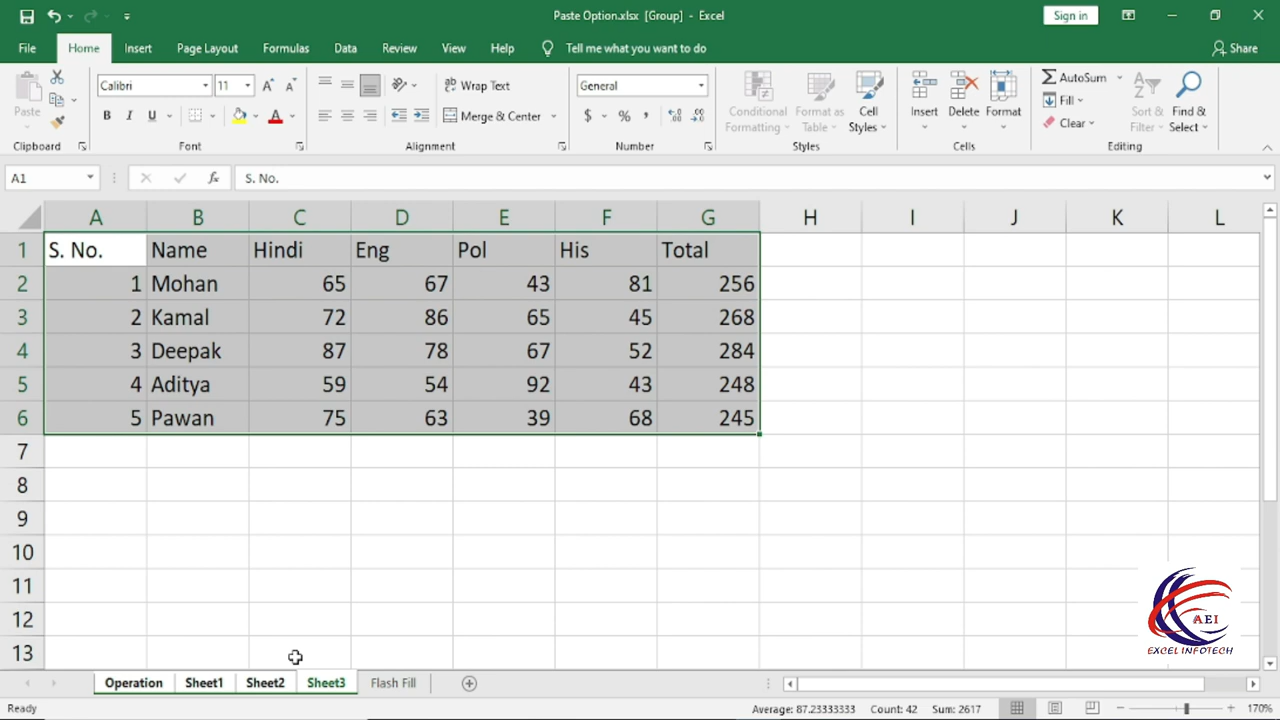 Paste Option.xlsx [Group] - Excel
Sign in
File Home Insert Page Layout Formulas Data Review View Help Tell me what you want to do Share
Paste
Clipboard
Calibri 11 A A
B I U A
Font
Wrap Text
Merge & Center
Alignment
General
$ % ,
Number
Conditional Formatting
Format as Table
Cell Styles
Styles
Insert Delete Format
Cells
AutoSum
Fill
Clear
Sort & Filter
Find & Select
Editing
A1 fx S. No.
A B C D E F G H I J K L
1 S. No. Name Hindi Eng Pol His Total
2 1 Mohan 65 67 43 81 256
3 2 Kamal 72 86 65 45 268
4 3 Deepak 87 78 67 52 284
5 4 Aditya 59 54 92 43 248
6 5 Pawan 75 63 39 68 245
7
8
9
10
11
12
13
AEI
EXCEL INFOTECH
Operation Sheet1 Sheet2 Sheet3 Flash Fill
Ready Average: 87.23333333 Count: 42 Sum: 2617 170%